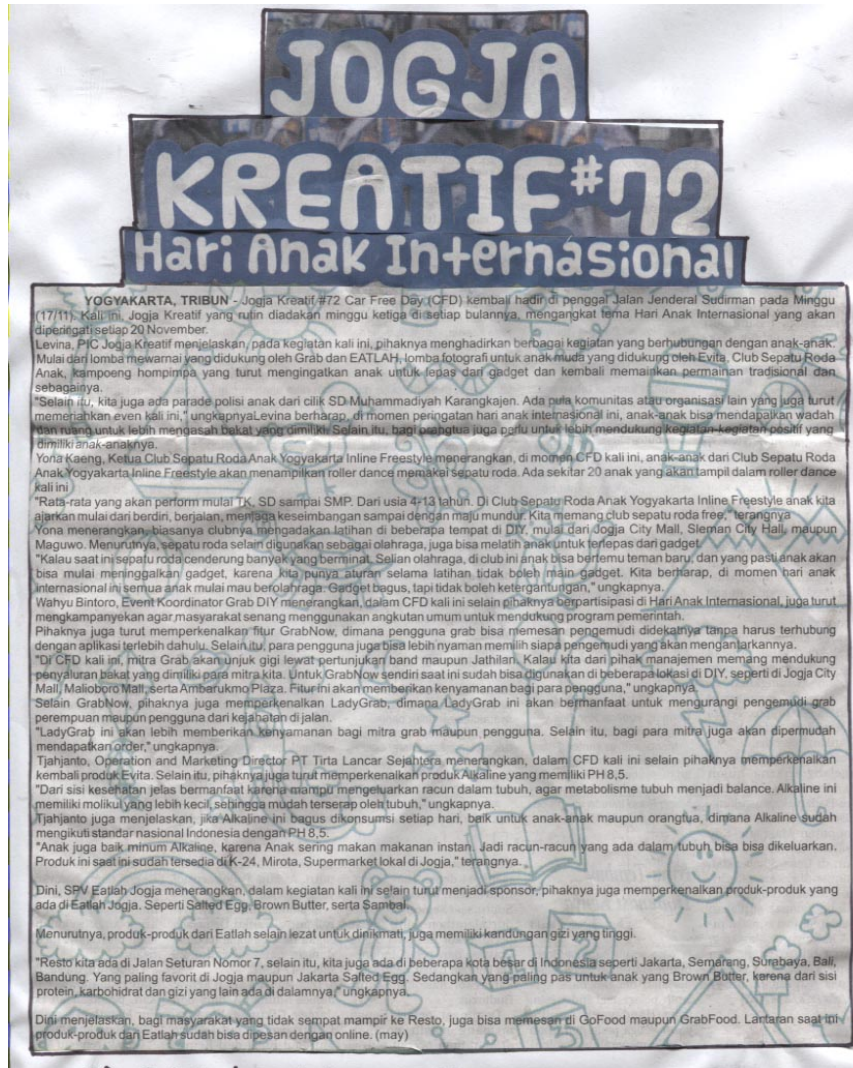 JOGJA
KREATIF#72
Hari Anak Internasional
YOGYAKARTA, TRIBUN - Jogja Kreatif #72 Car Free Day (CFD) kembali hadir di penggal Jalan Jenderal Sudirman pada Minggu
(17/11). Kali ini, Jogja Kreatif yang rutin diadakan minggu ketiga di setiap bulannya, mengangkat tema Hari Anak Internasional yang akan
diperingati setiap 20 November.
Levina, PIC Jogja Kreatif menjelaskan, pada kegiatan kali ini, pihaknya menghadirkan berbagai kegiatan yang berhubungan dengan anak-anak.
Mulai dari lomba mewarnai yang didukung oleh Grab dan EATLAH, lomba fotografi untuk anak muda yang didukung oleh Evita, Club Sepatu Roda
Anak, kampoeng hompimpa yang turut mengingatkan anak untuk lepas dari gadget dan kembali memainkan permainan tradisional dan
sebagainya.
"Selain itu, kita juga ada parade polisi anak dari cilik SD Muhammadiyah Karangkajen. Ada pula komunitas atau organisasi lain yang juga turut
memeriahkan even kali ini," ungkapnyaLevina berharap, di momen peringatan hari anak internasional ini, anak-anak bisa mendapatkan wadah
dan ruang untuk lebih mengasah bakat yang dimiliki. Selain itu, bagi orangtua juga perlu untuk lebih mendukung kegiatan-kegiatan positif yang
dimiliki anak-anaknya.
Yona Kaeng, Ketua Club Sepatu Roda Anak Yogyakarta Inline Freestyle menerangkan, di momen CFD kali ini, anak-anak dari Club Sepatu Roda
Anak Yogyakarta Inline Freestyle akan menampilkan roller dance memakai sepatu roda. Ada sekitar 20 anak yang akan tampil dalam roller dance
kali ini
"Rata-rata yang akan perform mulai TK, SD sampai SMP. Dari usia 4-13 tahun. Di Club Sepatu Roda Anak Yogyakarta Inline Freestyle anak kita
ajarkan mulai dari berdiri, berjalan, menjaga keseimbangan sampai dengan maju mundur. Kita memang club sepatu roda free," terangnya
Yona menerangkan, biasanya clubnya mengadakan latihan di beberapa tempat di DIY, mulai dari Jogja City Mall, Sleman City Hall, maupun
Maguwo. Menurutnya, sepatu roda selain digunakan sebagai olahraga, juga bisa melatih anak untuk terlepas dari gadget
"Kalau saat ini sepatu roda cenderung banyak yang berminat. Selian olahraga, di club ini anak bisa bertemu teman baru, dan yang pasti anak akan
bisa mulai meninggalkan gadget, karena kita punya aturan selama latihan tidak boleh main gadget. Kita berharap, di momen hari anak
internasional ini semua anak mulai mau berolahraga. Gadget bagus, tapi tidak boleh ketergantungan," ungkapnya.
Wahyu Bintoro, Event Koordinator Grab DIY menerangkan, dalam CFD kali ini selain pihaknya berpartisipasi di Hari Anak Internasional, juga turut
mengkampanyekan agar masyarakat senang menggunakan angkutan umum untuk mendukung program pemerintah.
Pihaknya juga turut memperkenalkan fitur GrabNow, dimana pengguna grab bisa memesan pengemudi didekatnya tanpa harus terhubung
dengan aplikasi terlebih dahulu. Selain itu, para pengguna juga bisa lebih nyaman memilih siapa pengemudi yang akan mengantarkannya.
"Di CFD kali ini, mitra Grab akan unjuk gigi lewat pertunjukan band maupun Jathilan. Kalau kita dari pihak manajemen memang mendukung
penyaluran bakat yang dimiliki para mitra kita. Untuk GrabNow sendiri saat ini sudah bisa digunakan di beberapa lokasi di DIY, seperti di Jogja City
Mall, Malioboro Mall, serta Ambarukmo Plaza. Fitur ini akan memberikan kenyamanan bagi para pengguna," ungkapnya.
Selain GrabNow, pihaknya juga memperkenalkan LadyGrab, dimana LadyGrab ini akan bermanfaat untuk mengurangi pengemudi grab
perempuan maupun pengguna dari kejahatan di jalan.
"LadyGrab ini akan lebih memberikan kenyamanan bagi mitra grab maupun pengguna. Selain itu, bagi para mitra juga akan dipermudah
mendapatkan order," ungkapnya.
Tjahjanto, Operation and Marketing Director PT Tirta Lancar Sejahtera menerangkan, dalam CFD kali ini selain pihaknya memperkenalkan
kembali produk Evita. Selain itu, pihaknya juga turut memperkenalkan produk Alkaline yang memiliki PH 8,5.
"Dari sisi kesehatan jelas bermanfaat karena mampu mengeluarkan racun dalam tubuh, agar metabolisme tubuh menjadi balance. Alkaline ini
memiliki molikul yang lebih kecil, sehingga mudah terserap oleh tubuh," ungkapnya.
Tjahjanto juga menjelaskan, jika Alkaline ini bagus dikonsumsi setiap hari, baik untuk anak-anak maupun orangtua, dimana Alkaline sudah
mengikuti standar nasional Indonesia dengan PH 8,5.
"Anak juga baik minum Alkaline, karena Anak sering makan makanan instan. Jadi racun-racun yang ada dalam tubuh bisa bisa dikeluarkan.
Produk ini saat ini sudah tersedia di K-24, Mirota, Supermarket lokal di Jogja," terangnya.
Dini, SPV Eatlah Jogja menerangkan, dalam kegiatan kali ini selain turut menjadi sponsor, pihaknya juga memperkenalkan produk-produk yang
ada di Eatlah Jogja. Seperti Salted Egg, Brown Butter, serta Sambal.
Menurutnya, produk-produk dari Eatlah selain lezat untuk dinikmati, juga memiliki kandungan gizi yang tinggi.
"Resto kita ada di Jalan Seturan Nomor 7, selain itu, kita juga ada di beberapa kota besar di Indonesia seperti Jakarta, Semarang, Surabaya, Bali,
Bandung. Yang paling favorit di Jogja maupun Jakarta Salted Egg. Sedangkan yang paling pas untuk anak yang Brown Butter, karena dari sisi
protein, karbohidrat dan gizi yang lain ada di dalamnya," ungkapnya.
Dini menjelaskan, bagi masyarakat yang tidak sempat mampir ke Resto, juga bisa memesan di GoFood maupun GrabFood. Lantaran saat ini
produk-produk dari Eatlah sudah bisa dipesan dengan online. (may)